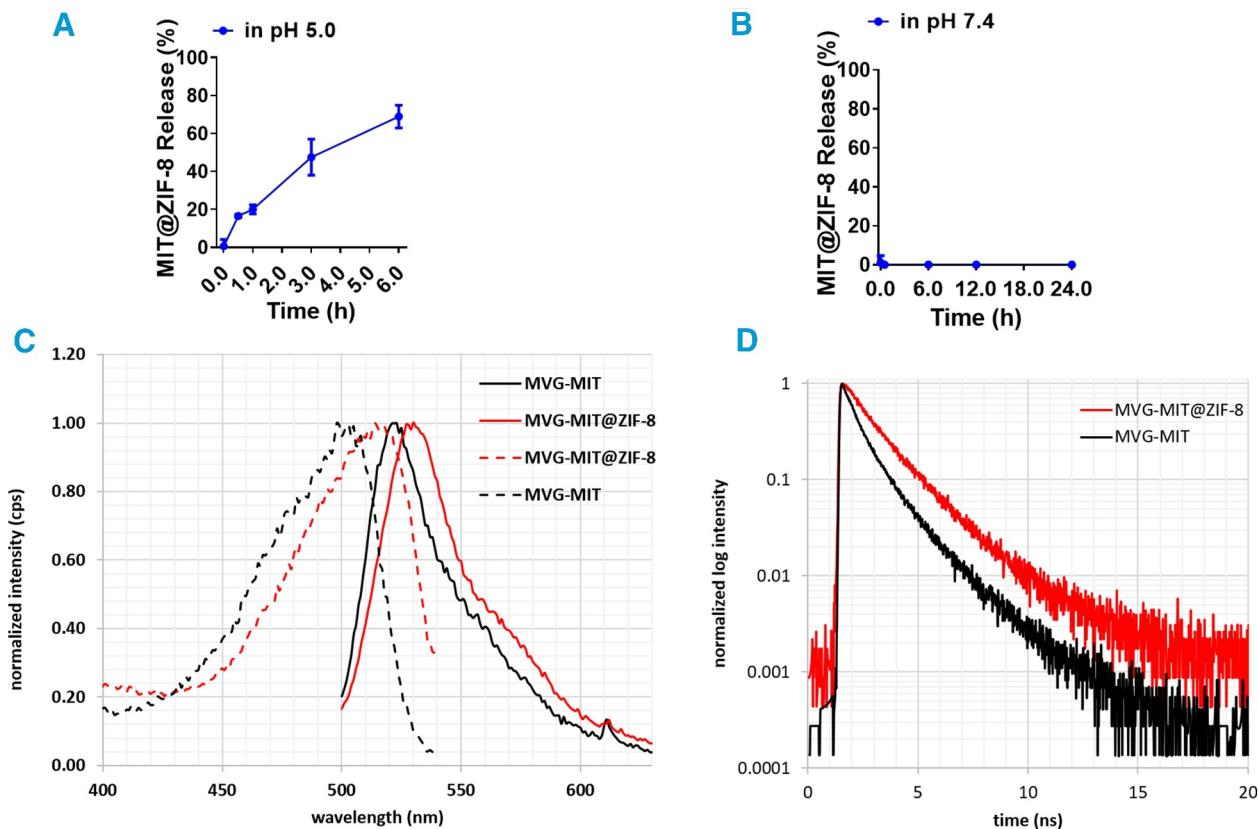 A
in pH 5.0
MIT@ZIF-8 Release (%)
100
80
60
40
20
0
0.0 1.0 2.0 3.0 4.0 5.0 6.0
Time (h)
B
in pH 7.4
MIT@ZIF-8 Release (%)
100
80
60
40
20
0
0.0 6.0 12.0 18.0 24.0
Time (h)
C
normalized intensity (cps)
1.20
1.00
0.80
0.60
0.40
0.20
0.00
MVG-MIT
MVG-MIT@ZIF-8
MVG-MIT@ZIF-8
MVG-MIT
400 450 500 550 600
wavelength (nm)
D
normalized log intensity
1
0.1
0.01
0.001
0.0001
MVG-MIT@ZIF-8
MVG-MIT
0 5 10 15 20
time (ns)